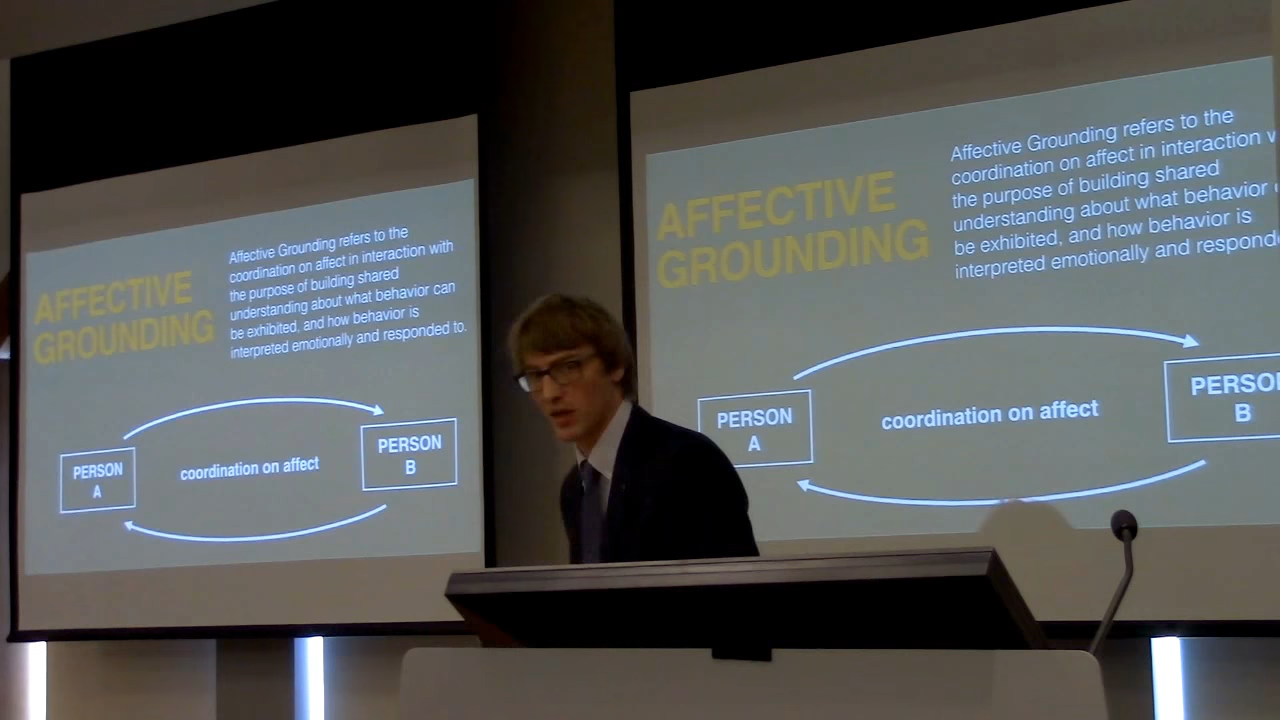 AFFECTIVE
GROUNDING
Affective Grounding refers to the
coordination on affect in interaction with
the purpose of building shared
understanding about what behavior can
be exhibited, and how behavior is
interpreted emotionally and responded to.
PERSON
A
coordination on affect
PERSON
B
AFFECTIVE
GROUNDING
Affective Grounding refers to the
coordination on affect in interaction
the purpose of building shared
understanding about what behavior
be exhibited, and how behavior is
interpreted emotionally and respond
PERSON
A
coordination on affect
PERSO
B